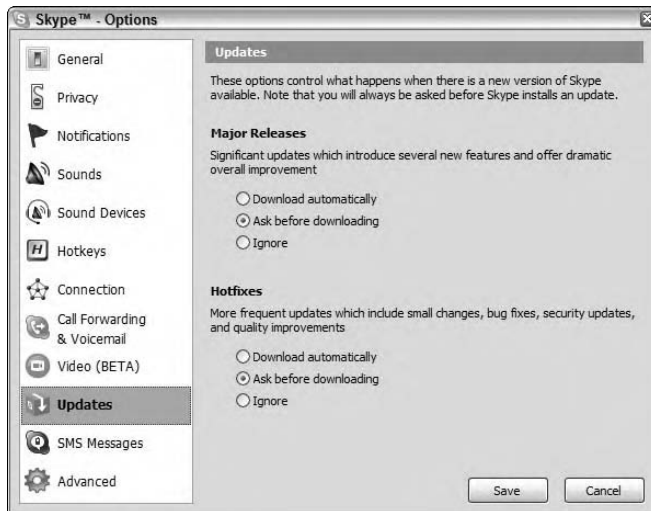 Skype™ - Options
General
Privacy
Notifications
Sounds
Sound Devices
H Hotkeys
Connection
Call Forwarding
& Voicemail
Video (BETA)
Updates
SMS Messages
Advanced
Updates
These options control what happens when there is a new version of Skype
available. Note that you will always be asked before Skype installs an update.
Major Releases
Significant updates which introduce several new features and offer dramatic
overall improvement
Download automatically
Ask before downloading
Ignore
Hotfixes
More frequent updates which include small changes, bug fixes, security updates,
and quality improvements
Download automatically
Ask before downloading
Ignore
Save
Cancel